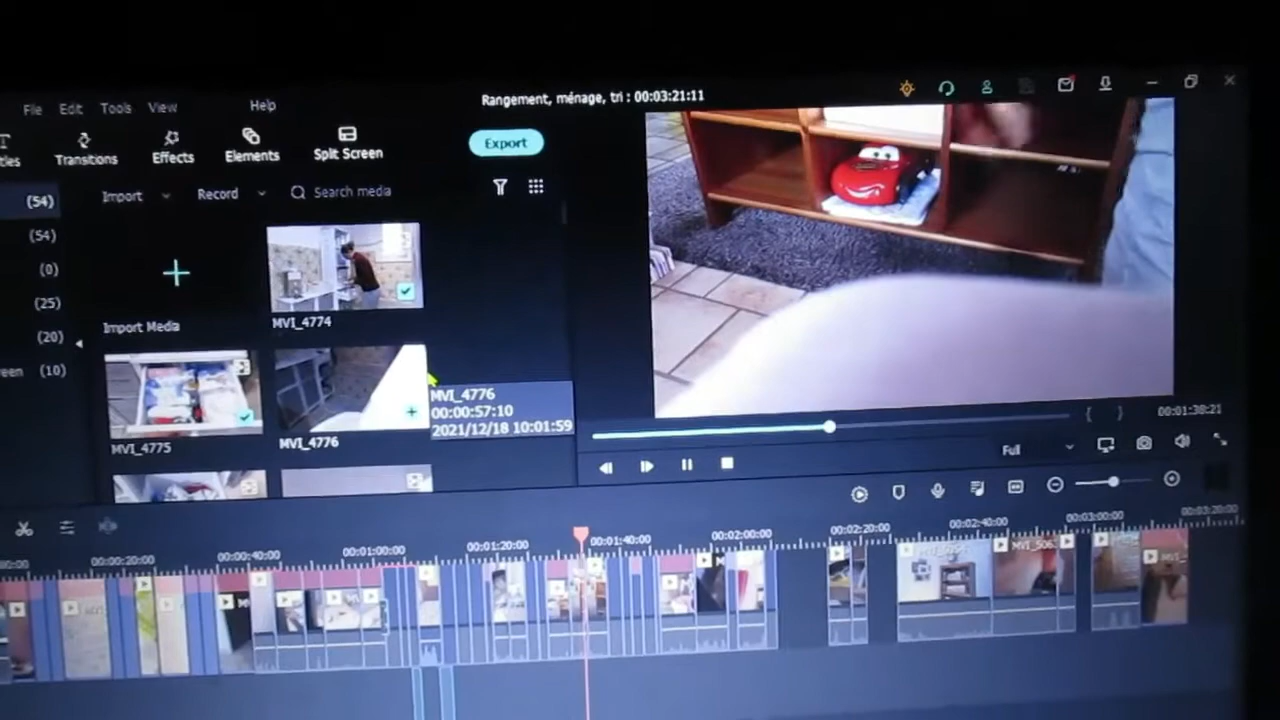 File Edit Tools View Help
Rangement, ménage, tri : 00:03:21:11
Transitions Effects Elements Split Screen
Export
(54)
Import Record Search media
(54)
(0)
(25)
(20)
(10)
Import Media
MVI_4774
MVI_4775
MVI_4776
MVI_4776
00:00:57:10
2021/12/18 10:01:59
00:01:38:21
Full
00:00:20:00 00:00:40:00 00:01:00:00 00:01:20:00 00:01:40:00 00:02:00:00 00:02:20:00 00:02:40:00 00:03:00:00 00:03:20:00